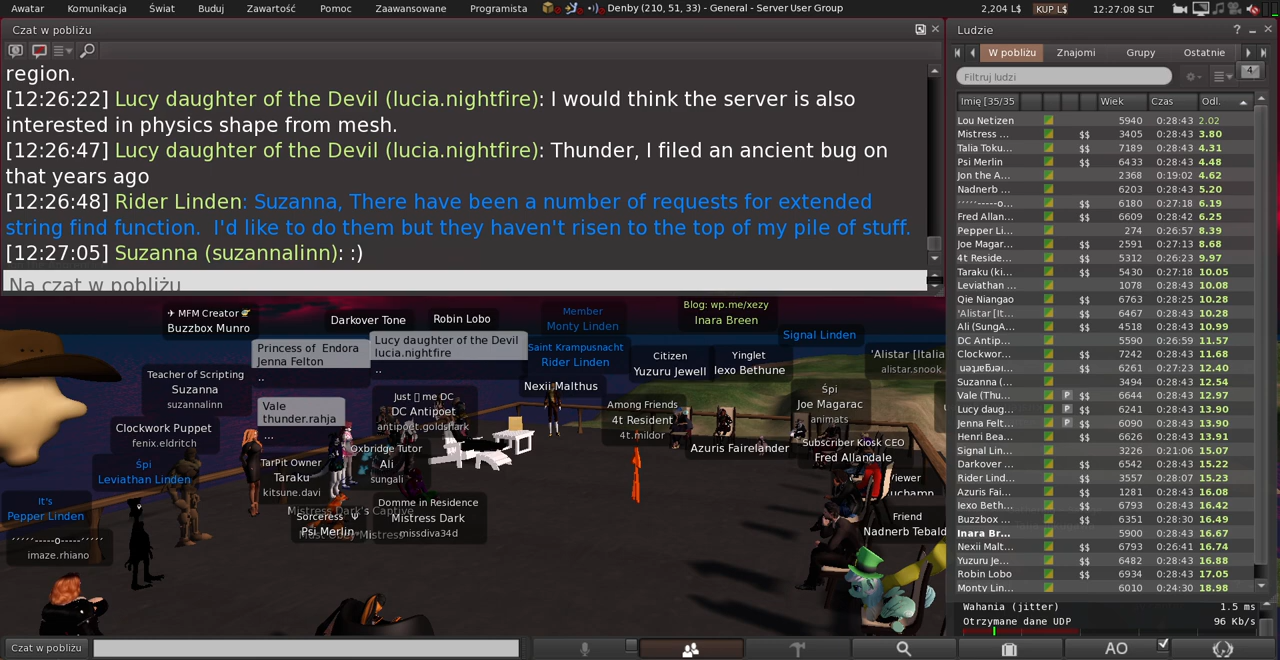 Awatar Komunikacja Świat Buduj Zawartość Pomoc Zaawansowane Programista Denby (210, 51, 33) - General - Server User Group 2,204 L$ KUP L$ 12:27:08 SLT
Czat w pobliżu
region.
[12:26:22] Lucy daughter of the Devil (lucia.nightfire): I would think the server is also
interested in physics shape from mesh.
[12:26:47] Lucy daughter of the Devil (lucia.nightfire): Thunder, I filed an ancient bug on
that years ago
[12:26:48] Rider Linden: Suzanna, There have been a number of requests for extended
string find function. I'd like to do them but they haven't risen to the top of my pile of stuff.
[12:27:05] Suzanna (suzannalinn): :)
Na czat w pobliżu
✈ MFM Creator
Buzzbox Munro
Darkover Tone
Robin Lobo
Member
Monty Linden
Blog: wp.me/xezy
Inara Breen
Signal Linden
Princess of Endora
Jenna Felton
..
Lucy daughter of the Devil
lucia.nightfire
..
Saint Krampusnacht
Rider Linden
Citizen
Yuzuru Jewell
Yinglet
Iexo Bethune
'Alistar [Italia
alistar.snook
Teacher of Scripting
Suzanna
suzannalinn
Nexii Malthus
Vale
thunder.rahja
...
DC Antipoet
antipoet.goldshark
Among Friends
4t Resident
4t.mildor
Śpi
Joe Magarac
animats
Clockwork Puppet
fenix.eldritch
Azuris Fairelander
Subscriber Kiosk CEO
Fred Allandale
Śpi
Leviathan Linden
TarPit Owner
Taraku
kitsune.davi
Oxbridge Tutor
Ali
sungali
It's
Pepper Linden
Mistress Dark's Captive
Sorceress Ψ
Psi Merlin
Domme in Residence
Mistress Dark
missdiva34d
Friend
Nadnerb Tebald
´´´´´-----o-----´´´´´
imaze.rhiano
Ludzie
W pobliżu Znajomi Grupy Ostatnie
Filtruj ludzi
4
Imię [35/35 Wiek Czas Odl.
Lou Netizen 5940 0:28:43 2.02
Mistress ... $$ 3405 0:28:43 3.80
Talia Toku... $$ 7189 0:28:43 4.31
Psi Merlin $$ 6433 0:28:43 4.48
Jon the A... 2368 0:19:02 4.62
Nadnerb ... 6203 0:28:43 5.20
´´´´´-----o... $$ 6180 0:27:18 6.19
Fred Allan... $$ 6609 0:28:42 6.25
Pepper Li... 274 0:26:57 8.39
Joe Magar... $$ 2591 0:27:13 8.68
4t Reside... $$ 5312 0:26:23 9.97
Taraku (ki... $$ 5430 0:27:18 10.05
Leviathan ... 1078 0:28:43 10.08
Qie Niangao $$ 6763 0:28:43 10.25
'Alistar [It... $$ 6467 0:28:43 10.28
Ali (SungA... $$ 4518 0:28:43 10.99
DC Antip... 5590 0:26:59 11.57
Clockwor... $$ 7242 0:28:43 11.68
$$ 6261 0:27:23 12.40
Suzanna (... 3494 0:28:43 12.54
Vale (Thu... P $$ 6644 0:28:43 12.97
Lucy daug... P $$ 6241 0:28:43 13.90
Jenna Felt... P $$ 6090 0:28:43 13.90
Henri Bea... $$ 6626 0:28:43 13.91
Signal Lin... 3226 0:21:06 15.07
Darkover ... $$ 6542 0:28:43 15.22
Rider Lind... $$ 3557 0:28:07 15.23
Azuris Fai... $$ 1281 0:28:43 16.08
Iexo Beth... $$ 6793 0:28:43 16.42
Buzzbox ... $$ 6351 0:28:30 16.49
Inara Br... 5900 0:28:43 16.67
Nexii Malt... $$ 6793 0:26:41 16.74
Yuzuru Je... $$ 6482 0:28:43 16.88
Robin Lobo $$ 6934 0:28:43 17.05
Monty Lin... 6010 0:24:30 18.98
Wahania (jitter) 1.5 ms
Otrzymane dane UDP 96 Kb/s
Czat w pobliżu AO